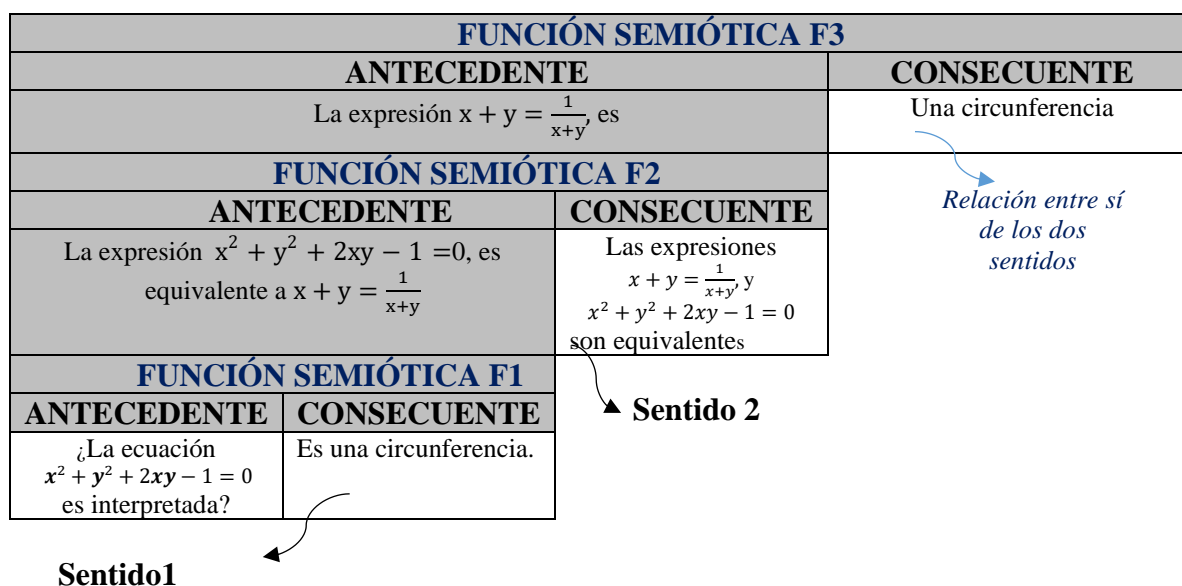 FUNCIÓN SEMIÓTICA F3
ANTECEDENTE
CONSECUENTE
La expresión x + y = 1/(x+y), es
Una circunferencia
FUNCIÓN SEMIÓTICA F2
Relación entre sí
de los dos
sentidos
ANTECEDENTE
CONSECUENTE
La expresión x² + y² + 2xy − 1 =0, es
equivalente a x + y = 1/(x+y)
Las expresiones
x + y = 1/(x+y), y
x² + y² + 2xy − 1 = 0
son equivalentes
FUNCIÓN SEMIÓTICA F1
Sentido 2
ANTECEDENTE
CONSECUENTE
¿La ecuación
x² + y² + 2xy − 1 = 0
es interpretada?
Es una circunferencia.
Sentido1